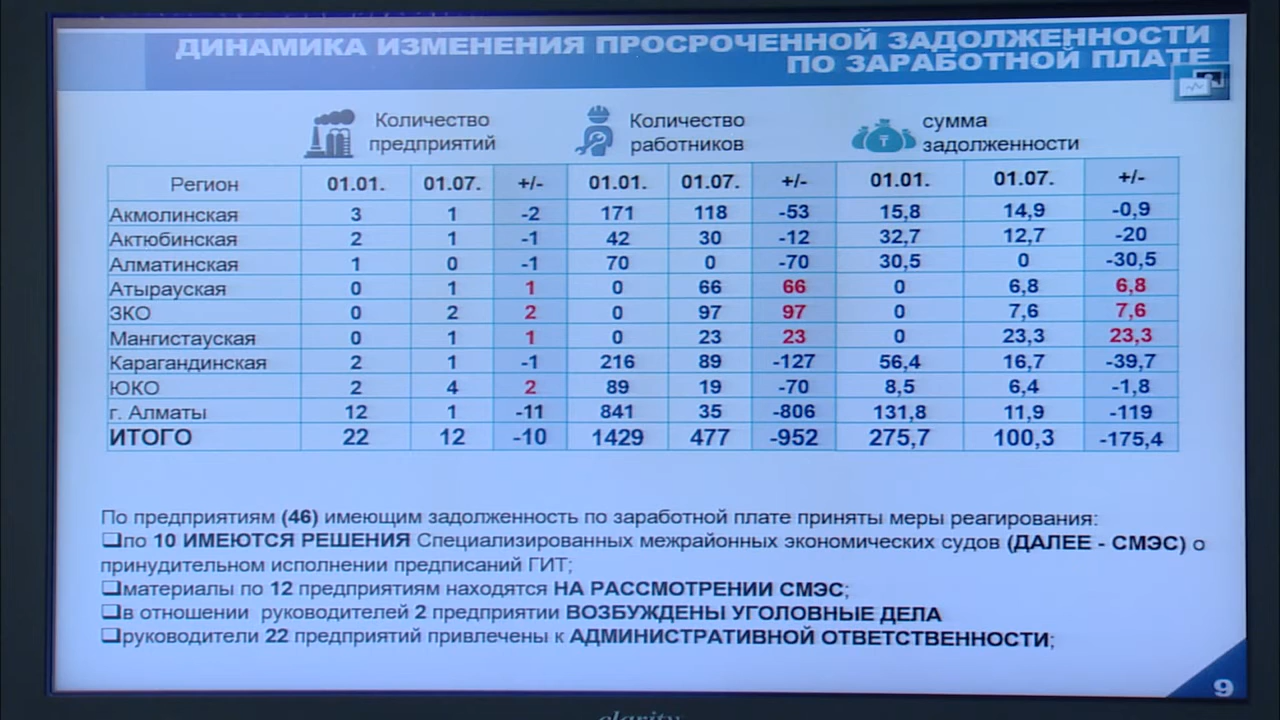 ДИНАМИКА ИЗМЕНЕНИЯ ПРОСРОЧЕННОЙ ЗАДОЛЖЕННОСТИ
ПО ЗАРАБОТНОЙ ПЛАТЕ
Количество предприятий Количество работников сумма задолженности
Регион 01.01. 01.07. +/- 01.01. 01.07. +/- 01.01. 01.07. +/-
Акмолинская 3 1 -2 171 118 -53 15,8 14,9 -0,9
Актюбинская 2 1 -1 42 30 -12 32,7 12,7 -20
Алматинская 1 0 -1 70 0 -70 30,5 0 -30,5
Атырауская 0 1 1 0 66 66 0 6,8 6,8
ЗКО 0 2 2 0 97 97 0 7,6 7,6
Мангистауская 0 1 1 0 23 23 0 23,3 23,3
Карагандинская 2 1 -1 216 89 -127 56,4 16,7 -39,7
ЮКО 2 4 2 89 19 -70 8,5 6,4 -1,8
г. Алматы 12 1 -11 841 35 -806 131,8 11,9 -119
ИТОГО 22 12 -10 1429 477 -952 275,7 100,3 -175,4
По предприятиям (46) имеющим задолженность по заработной плате приняты меры реагирования:
❑по 10 ИМЕЮТСЯ РЕШЕНИЯ Специализированных межрайонных экономических судов (ДАЛЕЕ - СМЭС) о
принудительном исполнении предписаний ГИТ;
❑материалы по 12 предприятиям находятся НА РАССМОТРЕНИИ СМЭС;
❑в отношении руководителей 2 предприятии ВОЗБУЖДЕНЫ УГОЛОВНЫЕ ДЕЛА
❑руководители 22 предприятий привлечены к АДМИНИСТРАТИВНОЙ ОТВЕТСТВЕННОСТИ;
9
clarity